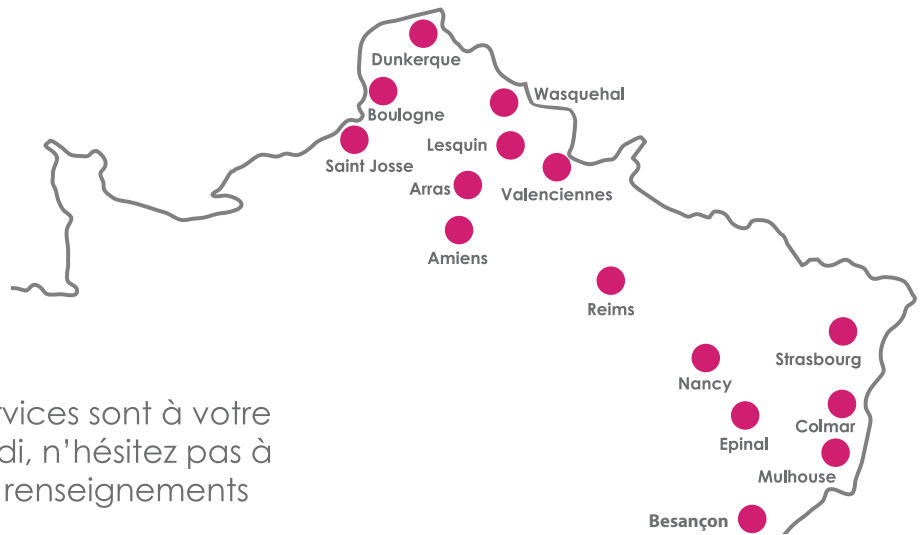 Dunkerque
Wasquehal
Boulogne
Lesquin
Saint Josse
Arras
Valenciennes
Amiens
Reims
Strasbourg
Nancy
Colmar
Epinal
Mulhouse
Besançon
rvices sont à votre
di, n'hésitez pas à
renseignements